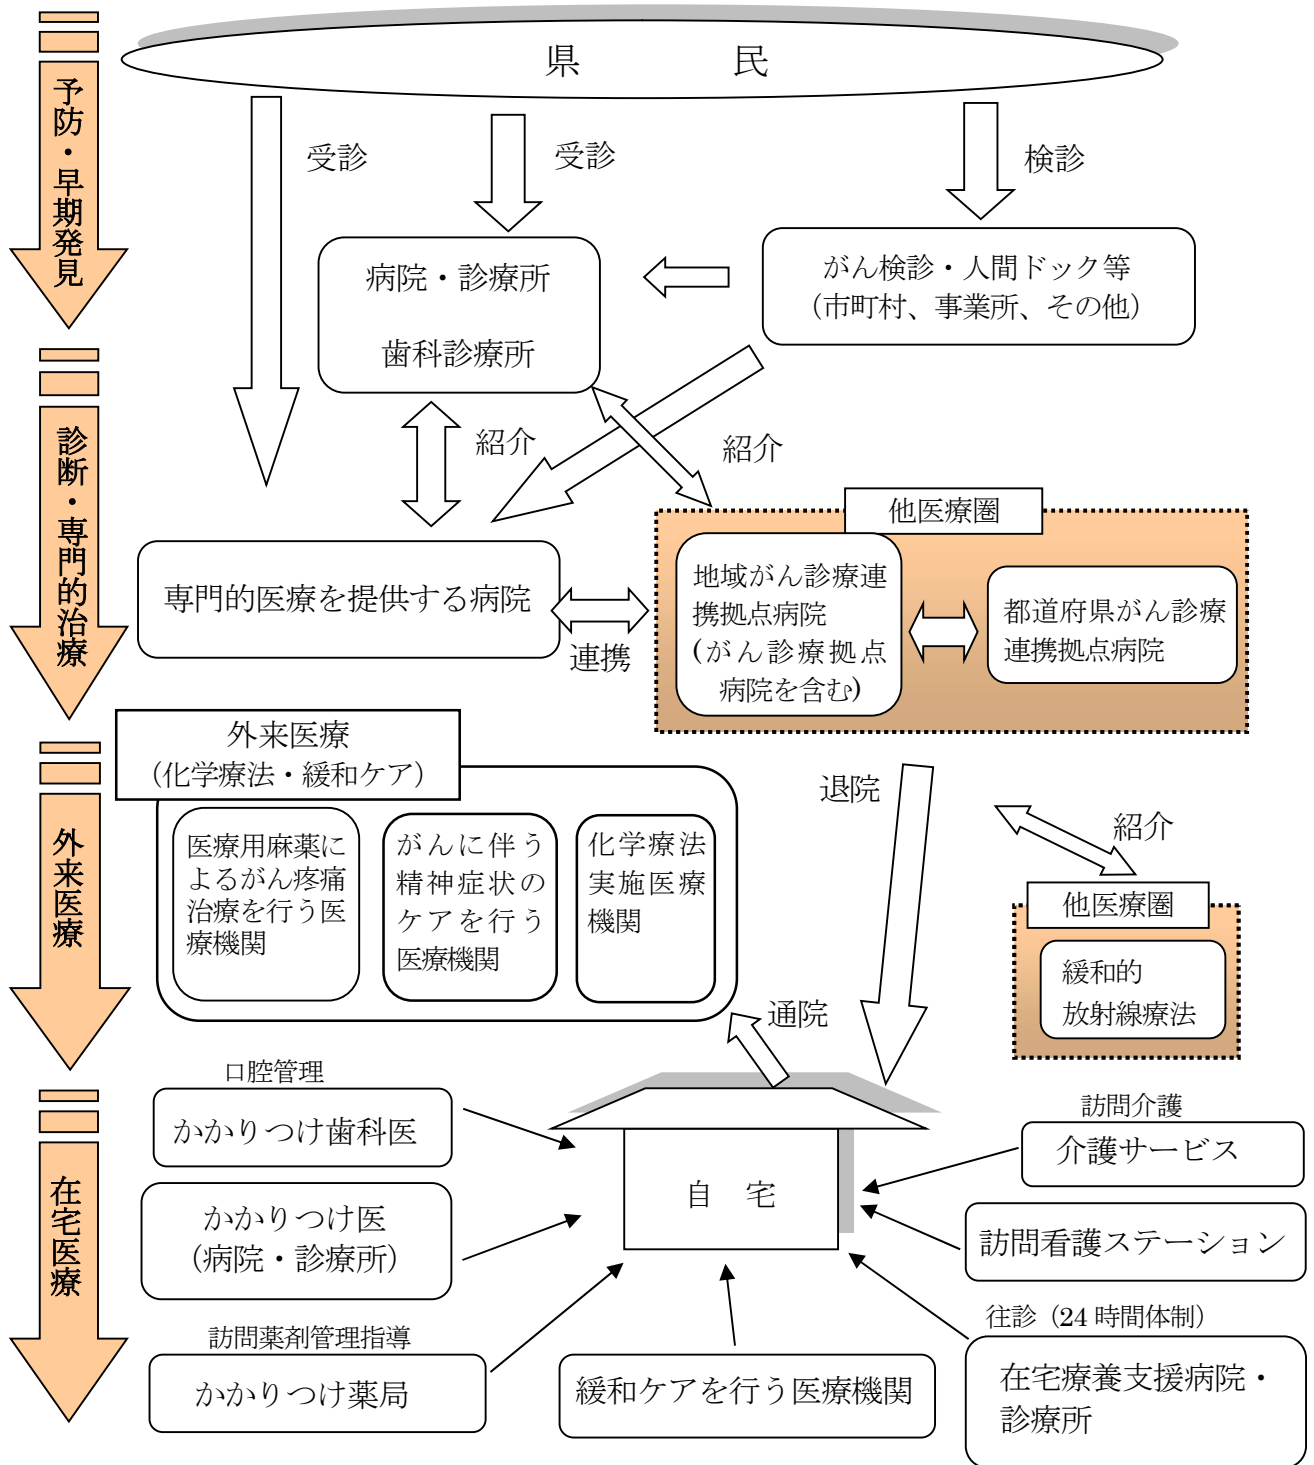 県　民
予防・早期発見
受診
受診
検診
病院・診療所
歯科診療所
がん検診・人間ドック等
（市町村、事業所、その他）
診断・専門的治療
紹介
紹介
他医療圏
専門的医療を提供する病院
連携
地域がん診療連
携拠点病院
(がん診療拠点
病院を含む)
都道府県がん診療
連携拠点病院
外来医療
外来医療
（化学療法・緩和ケア）
医療用麻薬に
よるがん疼痛
治療を行う医
療機関
がんに伴う
精神症状の
ケアを行う
医療機関
化学療法
実施医療
機関
退院
紹介
他医療圏
緩和的
放射線療法
通院
在宅医療
口腔管理
かかりつけ歯科医
かかりつけ医
（病院・診療所）
訪問薬剤管理指導
かかりつけ薬局
自　宅
緩和ケアを行う医療機関
訪問介護
介護サービス
訪問看護ステーション
往診（24 時間体制）
在宅療養支援病院・
診療所